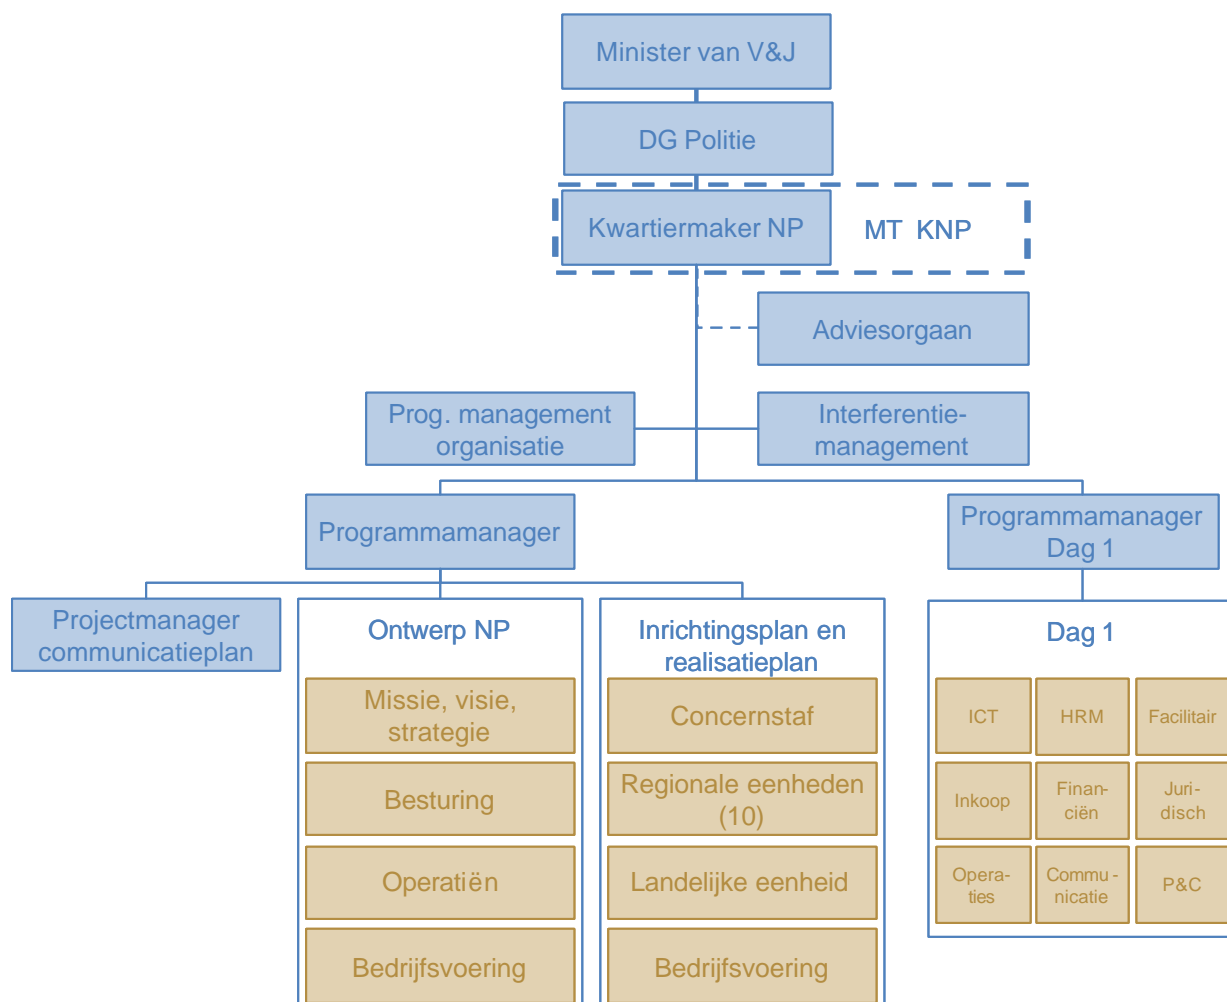 Minister van V&J
DG Politie
Kwartiermaker NP
MT KNP
Adviesorgaan
Prog. management
organisatie
Interferentie-
management
Programmamanager
Programmamanager
Dag 1
Projectmanager
communicatieplan
Ontwerp NP
Missie, visie,
strategie
Besturing
Operatiën
Bedrijfsvoering
Inrichtingsplan en
realisatieplan
Concernstaf
Regionale eenheden
(10)
Landelijke eenheid
Bedrijfsvoering
Dag 1
ICT
HRM
Facilitair
Inkoop
Finan-
ciën
Juri-
disch
Opera-
ties
Commu-
nicatie
P&C